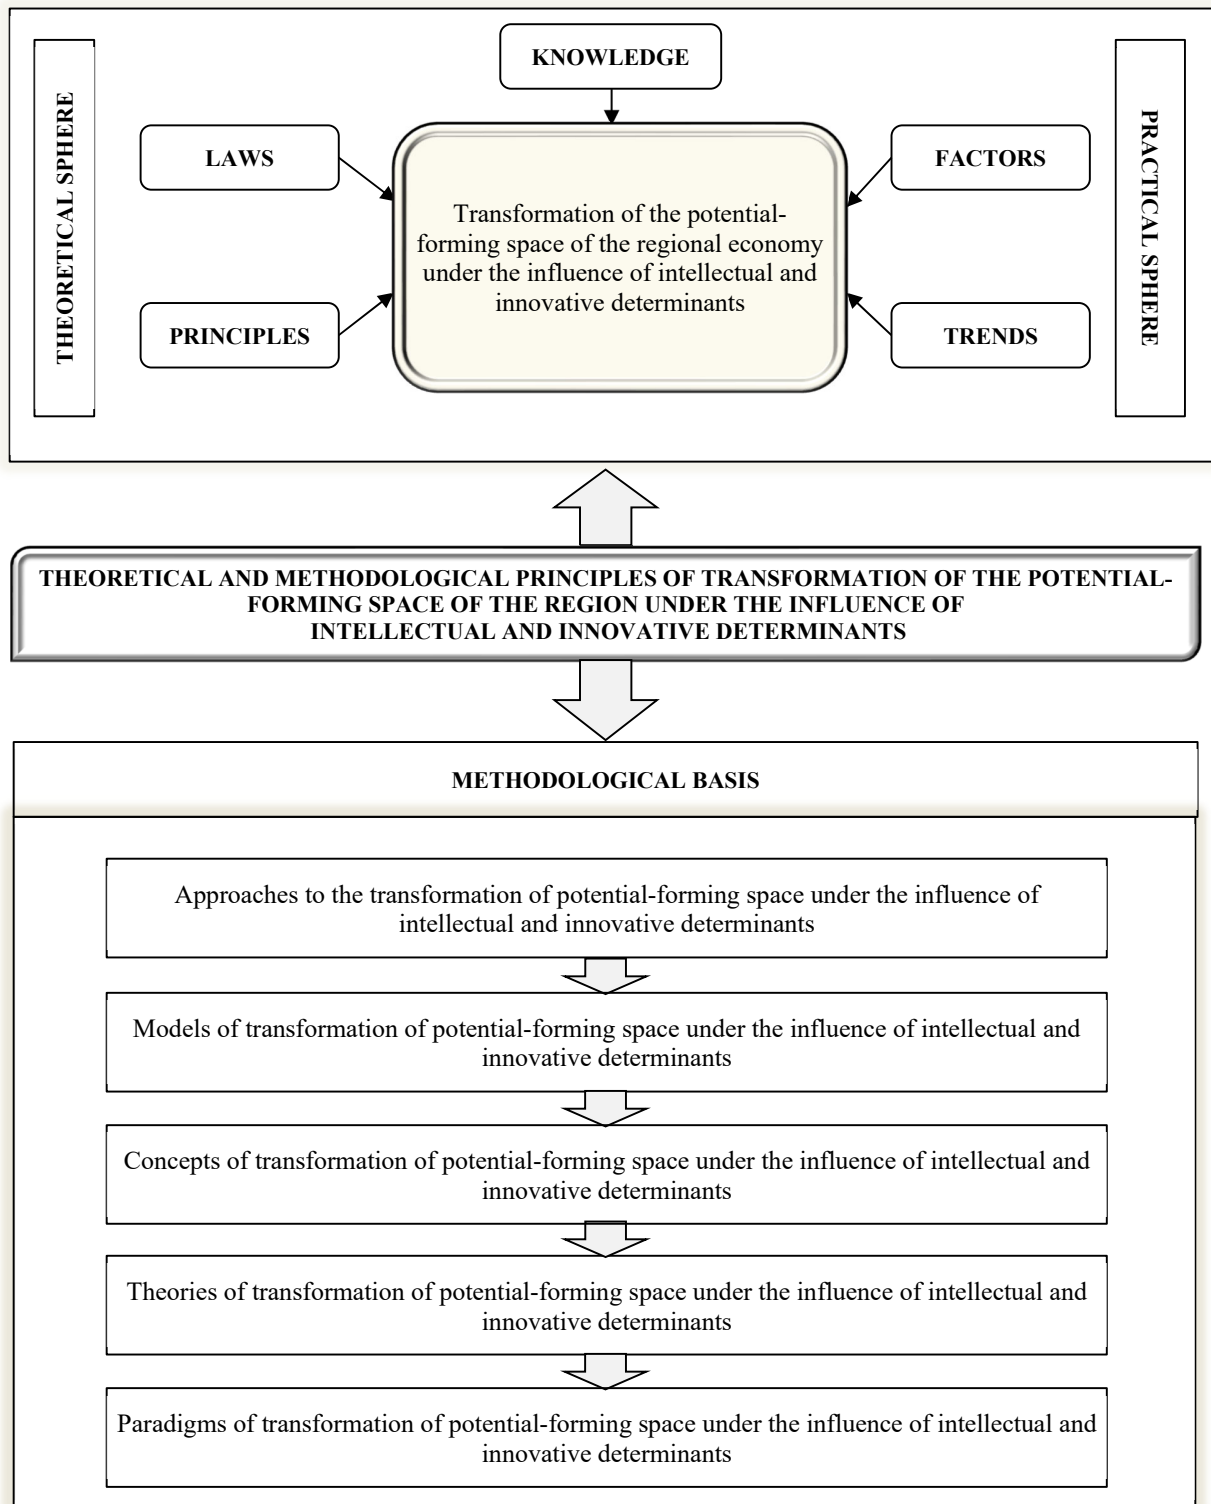 KNOWLEDGE
THEORETICAL SPHERE
LAWS
PRINCIPLES
Transformation of the potential-
forming space of the regional economy
under the influence of intellectual and
innovative determinants
FACTORS
TRENDS
PRACTICAL SPHERE
THEORETICAL AND METHODOLOGICAL PRINCIPLES OF TRANSFORMATION OF THE POTENTIAL-
FORMING SPACE OF THE REGION UNDER THE INFLUENCE OF
INTELLECTUAL AND INNOVATIVE DETERMINANTS
METHODOLOGICAL BASIS
Approaches to the transformation of potential-forming space under the influence of
intellectual and innovative determinants
Models of transformation of potential-forming space under the influence of intellectual and
innovative determinants
Concepts of transformation of potential-forming space under the influence of intellectual and
innovative determinants
Theories of transformation of potential-forming space under the influence of intellectual and
innovative determinants
Paradigms of transformation of potential-forming space under the influence of intellectual and
innovative determinants